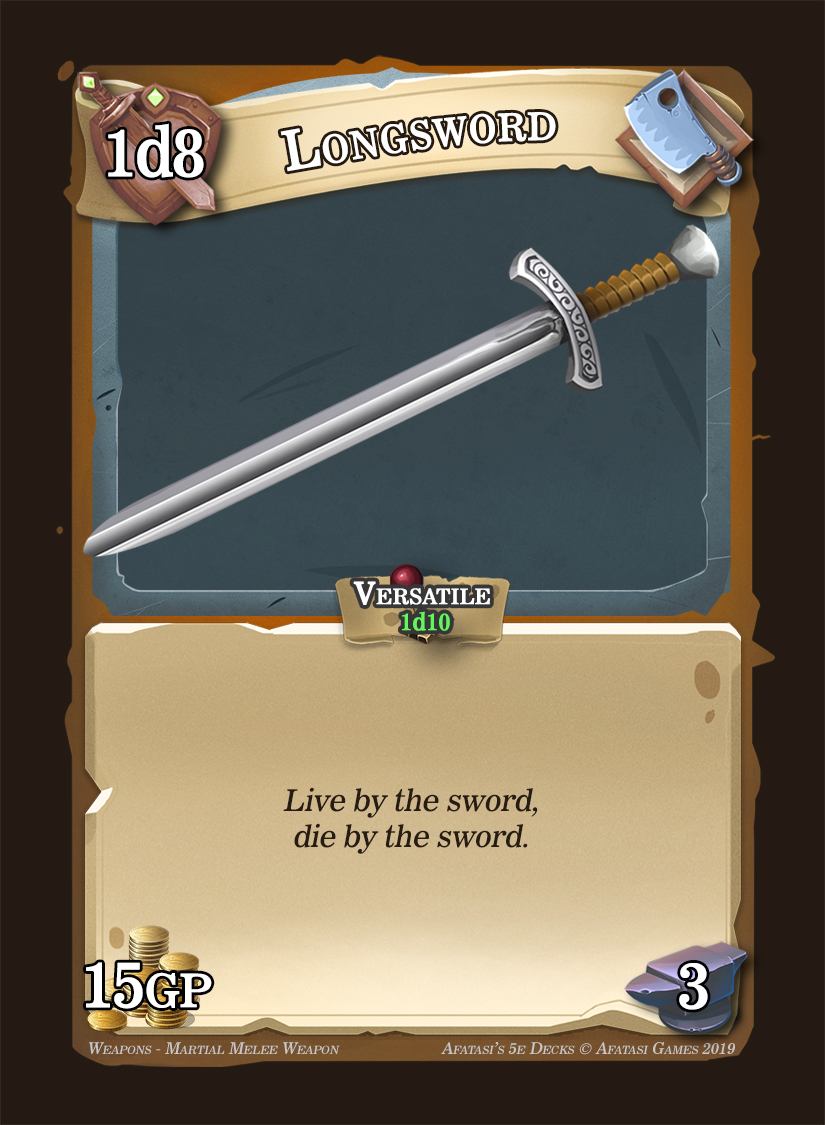 1d8
Longsword
Versatile
1d10
Live by the sword,
die by the sword.
15GP
3
Weapons - Martial Melee Weapon
Afatasi's 5e Decks © Afatasi Games 2019